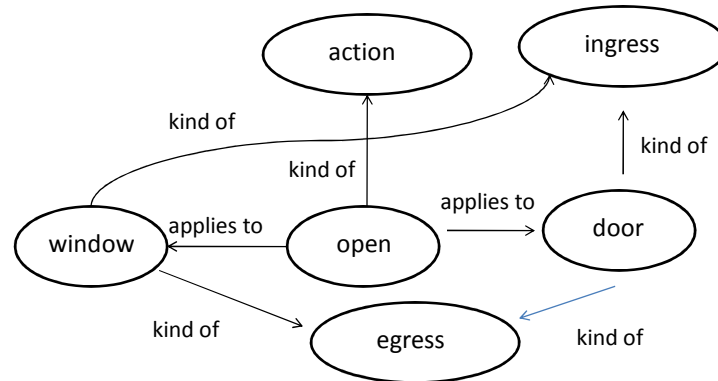 action
ingress
kind of
kind of
kind of
applies to
applies to
window
open
door
kind of
egress
kind of